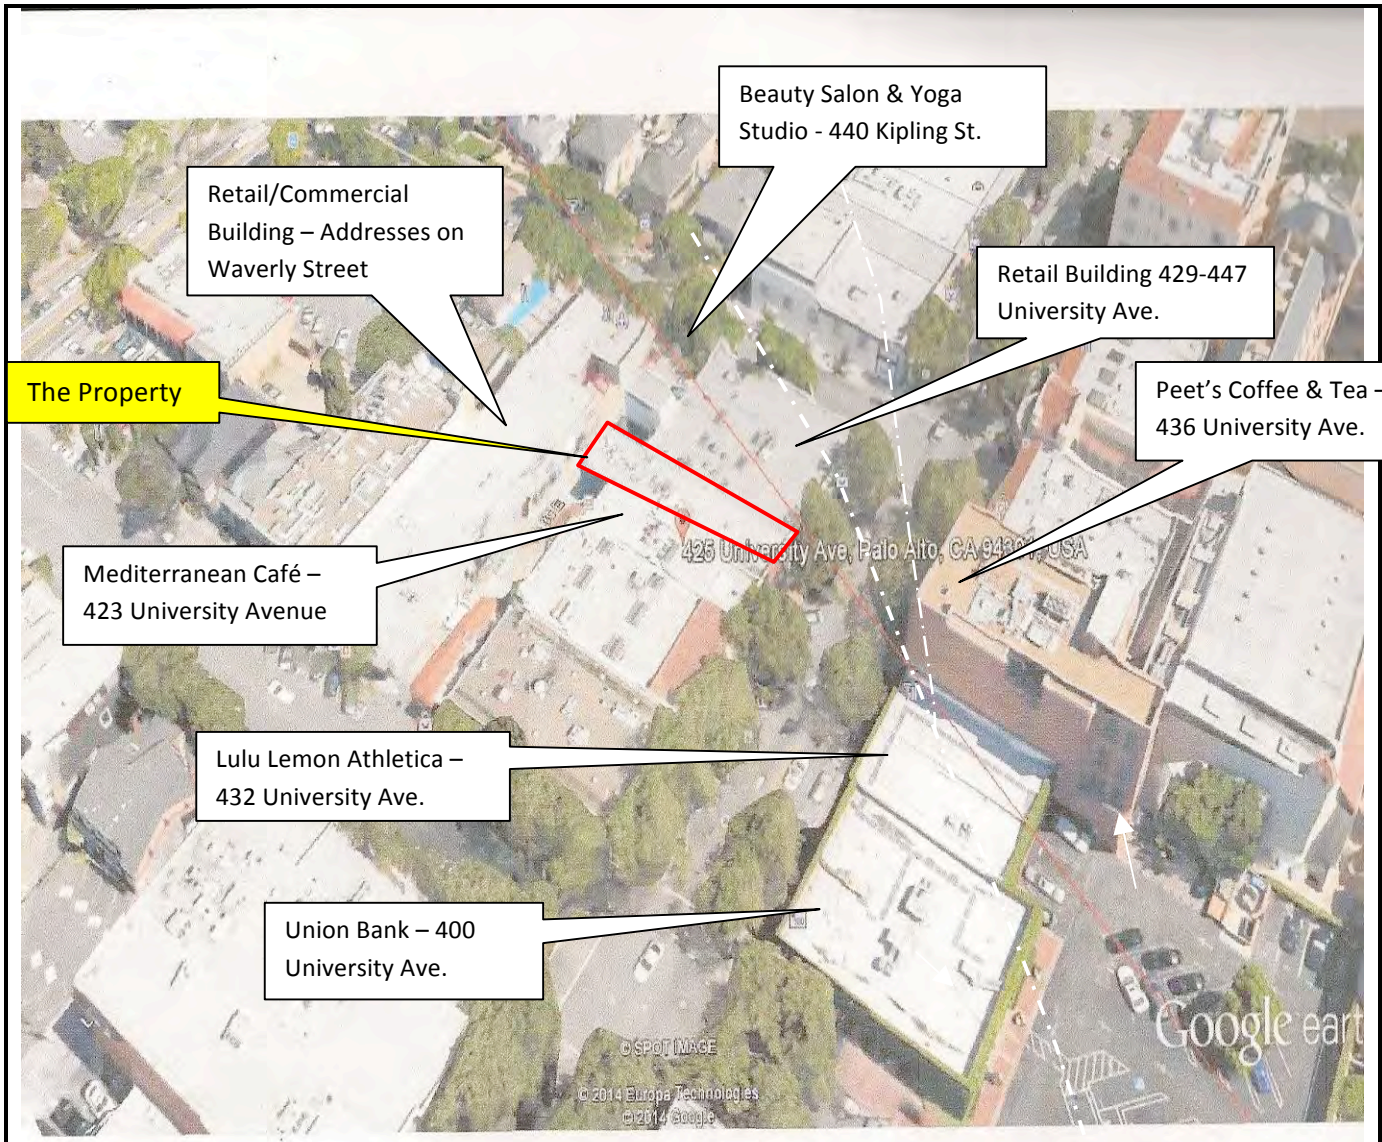 Beauty Salon & Yoga
Studio - 440 Kipling St.
Retail/Commercial
Building – Addresses on
Waverly Street
Retail Building 429-447
University Ave.
The Property
Peet’s Coffee & Tea –
436 University Ave.
425 University Ave, Palo Alto, CA 94301, USA
Mediterranean Café –
423 University Avenue
Lulu Lemon Athletica –
432 University Ave.
Union Bank – 400
University Ave.
Google eart
© SPOT IMAGE
© 2014 Europa Technologies
© 2014 Google